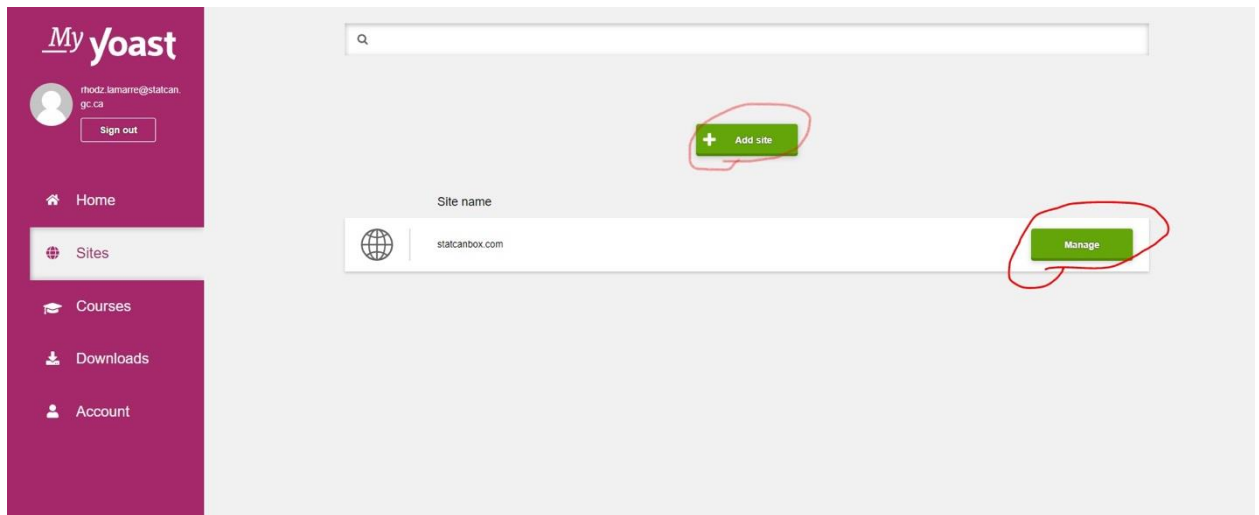 My yoast
rhodz.lamarre@statcan.
gc.ca
Sign out
Home
Sites
Courses
Downloads
Account
Add site
Site name
statcanbox.com
Manage